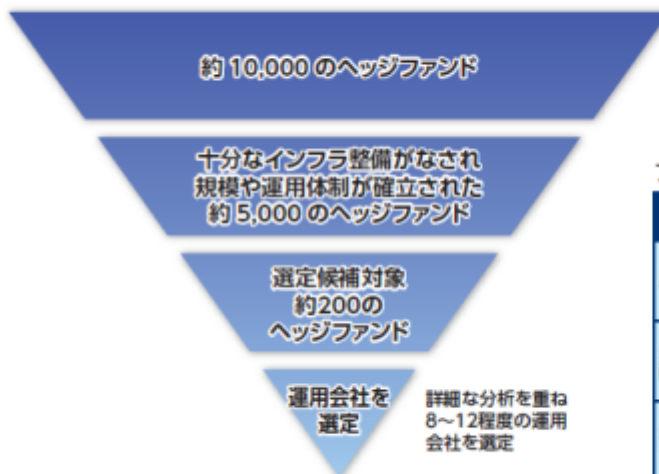 約 10,000 のヘッジファンド
十分なインフラ整備がなされ
規模や運用体制が確立された
約 5,000 のヘッジファンド
選定候補対象
約200の
ヘッジファンド
運用会社を
選定
詳細な分析を重ね
8～12程度の運用
会社を選定